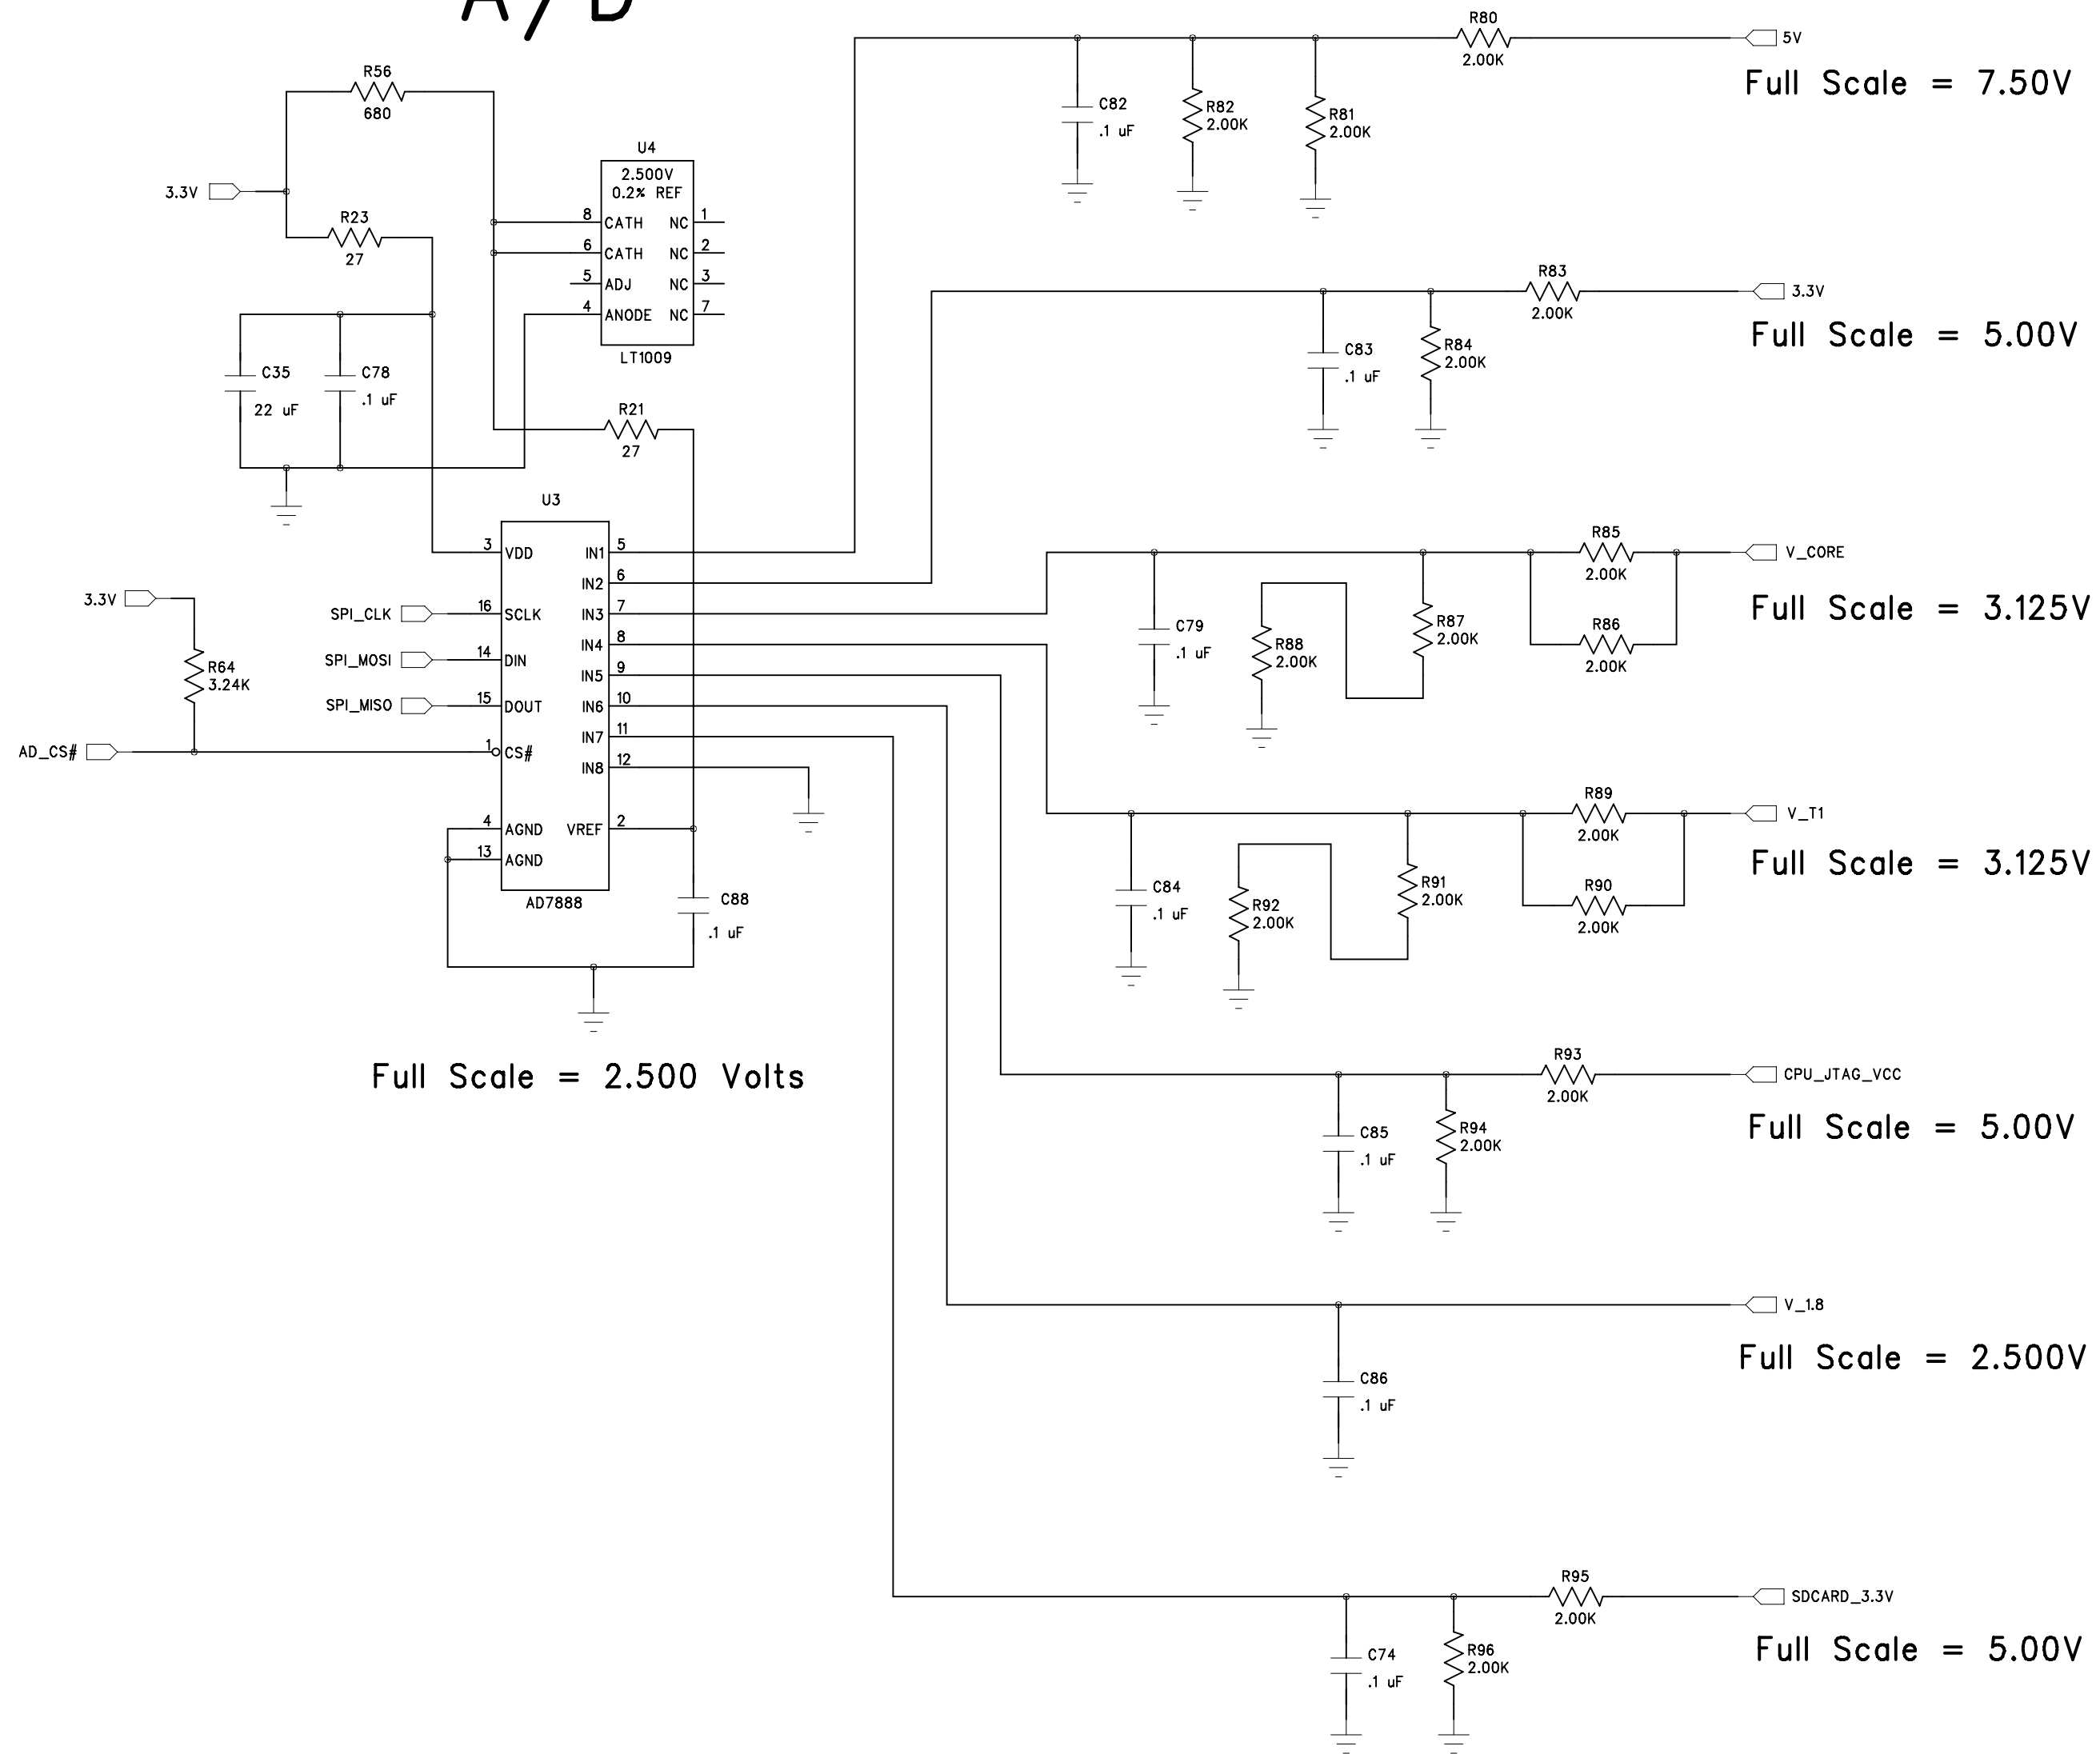 A/D
R56
680
3.3V
R23
27
C35
22 uF
C78
.1 uF
U4
2.500V
0.2% REF
8 CATH NC 1
6 CATH NC 2
5 ADJ NC 3
4 ANODE NC 7
LT1009
R21
27
U3
3 VDD IN1 5
IN2 6
16 SCLK IN3 7
IN4 8
14 DIN IN5 9
15 DOUT IN6 10
IN7 11
1 CS# IN8 12
4 AGND VREF 2
13 AGND
AD7888
3.3V
R64
3.24K
SPI_CLK
SPI_MOSI
SPI_MISO
AD_CS#
C88
.1 uF
Full Scale = 2.500 Volts
R80
2.00K
5V
Full Scale = 7.50V
C82
.1 uF
R82
2.00K
R81
2.00K
R83
2.00K
3.3V
Full Scale = 5.00V
C83
.1 uF
R84
2.00K
R85
2.00K
V_CORE
Full Scale = 3.125V
C79
.1 uF
R88
2.00K
R87
2.00K
R86
2.00K
R89
2.00K
V_T1
Full Scale = 3.125V
C84
.1 uF
R92
2.00K
R91
2.00K
R90
2.00K
R93
2.00K
CPU_JTAG_VCC
Full Scale = 5.00V
C85
.1 uF
R94
2.00K
V_1.8
Full Scale = 2.500V
C86
.1 uF
R95
2.00K
SDCARD_3.3V
Full Scale = 5.00V
C74
.1 uF
R96
2.00K